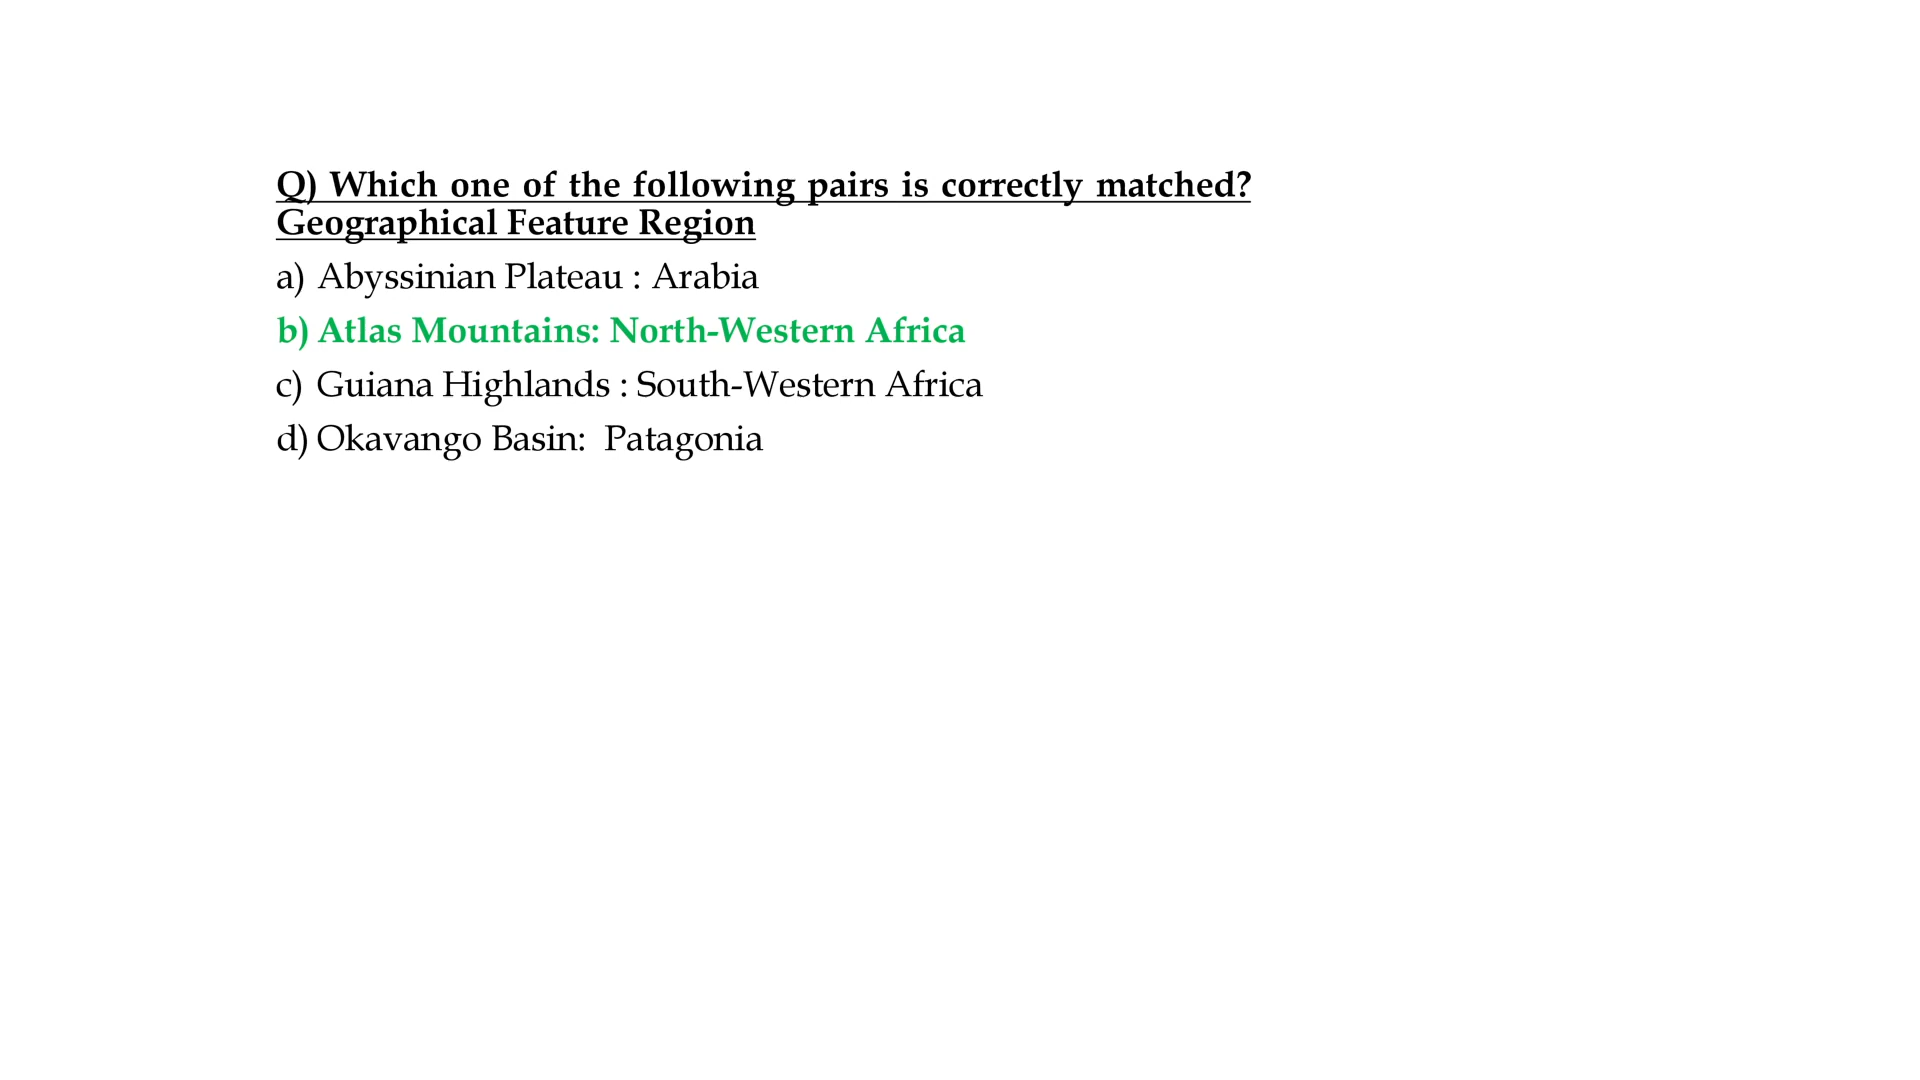 Q) Which one of the following pairs is correctly matched?
Geographical Feature Region
a) Abyssinian Plateau : Arabia
b) Atlas Mountains: North-Western Africa
c) Guiana Highlands : South-Western Africa
d) Okavango Basin: Patagonia